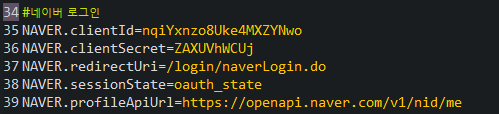 34 #네이버 로그인
35 NAVER.clientId=nqiYxnzo8Uke4MXZYNwo
36 NAVER.clientSecret=ZAXUVhWCUj
37 NAVER.redirectUri=/login/naverLogin.do
38 NAVER.sessionState=oauth_state
39 NAVER.profileApiUrl=https://openapi.naver.com/v1/nid/me